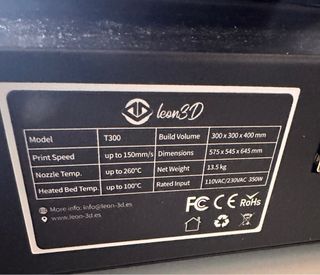 leon3D
Model T300 Build Volume 300 x 300 x 400 mm
Print Speed up to 150mm/s Dimensions 575 x 545 x 645 mm
Nozzle Temp. up to 260°C Net Weight 13.5 kg
Heated Bed Temp. up to 100°C Rated Input 110VAC/230VAC 350W
More info: info@leon-3d.es
www.leon-3d.es
FC CE RoHS